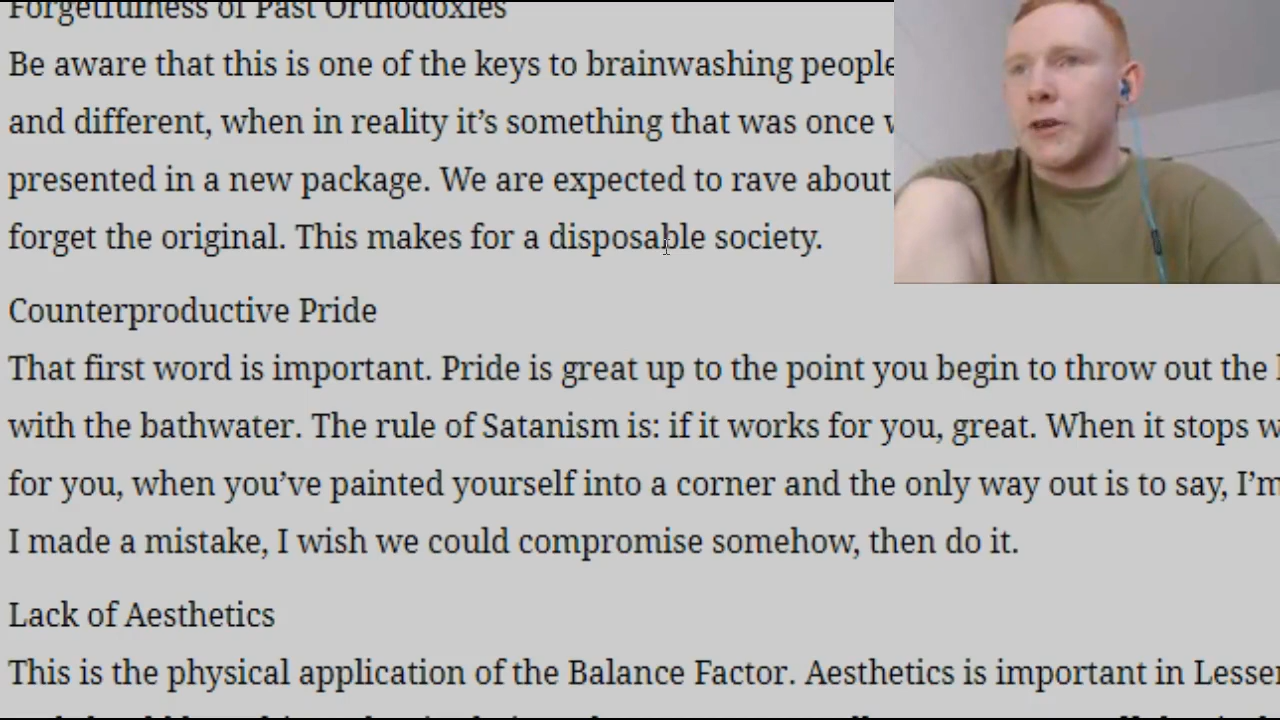 Forgetfulness of Past Orthodoxies
Be aware that this is one of the keys to brainwashing people
and different, when in reality it’s something that was once
presented in a new package. We are expected to rave about
forget the original. This makes for a disposable society.
Counterproductive Pride
That first word is important. Pride is great up to the point you begin to throw out the
with the bathwater. The rule of Satanism is: if it works for you, great. When it stops
for you, when you’ve painted yourself into a corner and the only way out is to say, I’m
I made a mistake, I wish we could compromise somehow, then do it.
Lack of Aesthetics
This is the physical application of the Balance Factor. Aesthetics is important in Lesser